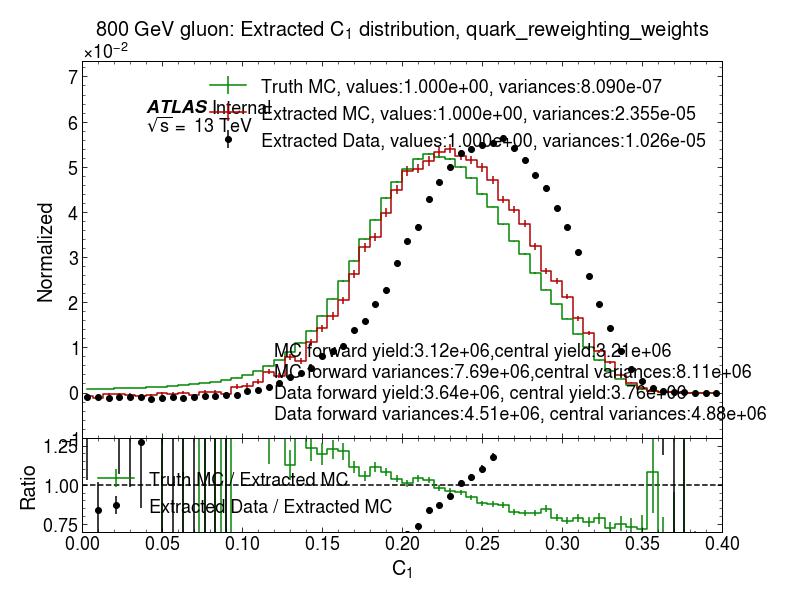 800 GeV gluon: Extracted C₁ distribution, quark_reweighting_weights
×10⁻²
Truth MC, values:1.000e+00, variances:8.090e-07
ATLAS Internal
Extracted MC, values:1.000e+00, variances:2.355e-05
√s = 13 TeV
Extracted Data, values:1.000e+00, variances:1.026e-05
7
6
5
4
3
2
1
0
Normalized
MC forward yield:3.12e+06,central yield:3.21e+06
MC forward variances:7.69e+06,central variances:8.11e+06
Data forward yield:3.64e+06, central yield:3.76e+06
Data forward variances:4.51e+06, central variances:4.88e+06
1.25
1.00
0.75
Ratio
Truth MC / Extracted MC
Extracted Data / Extracted MC
0.00 0.05 0.10 0.15 0.20 0.25 0.30 0.35 0.40
C₁